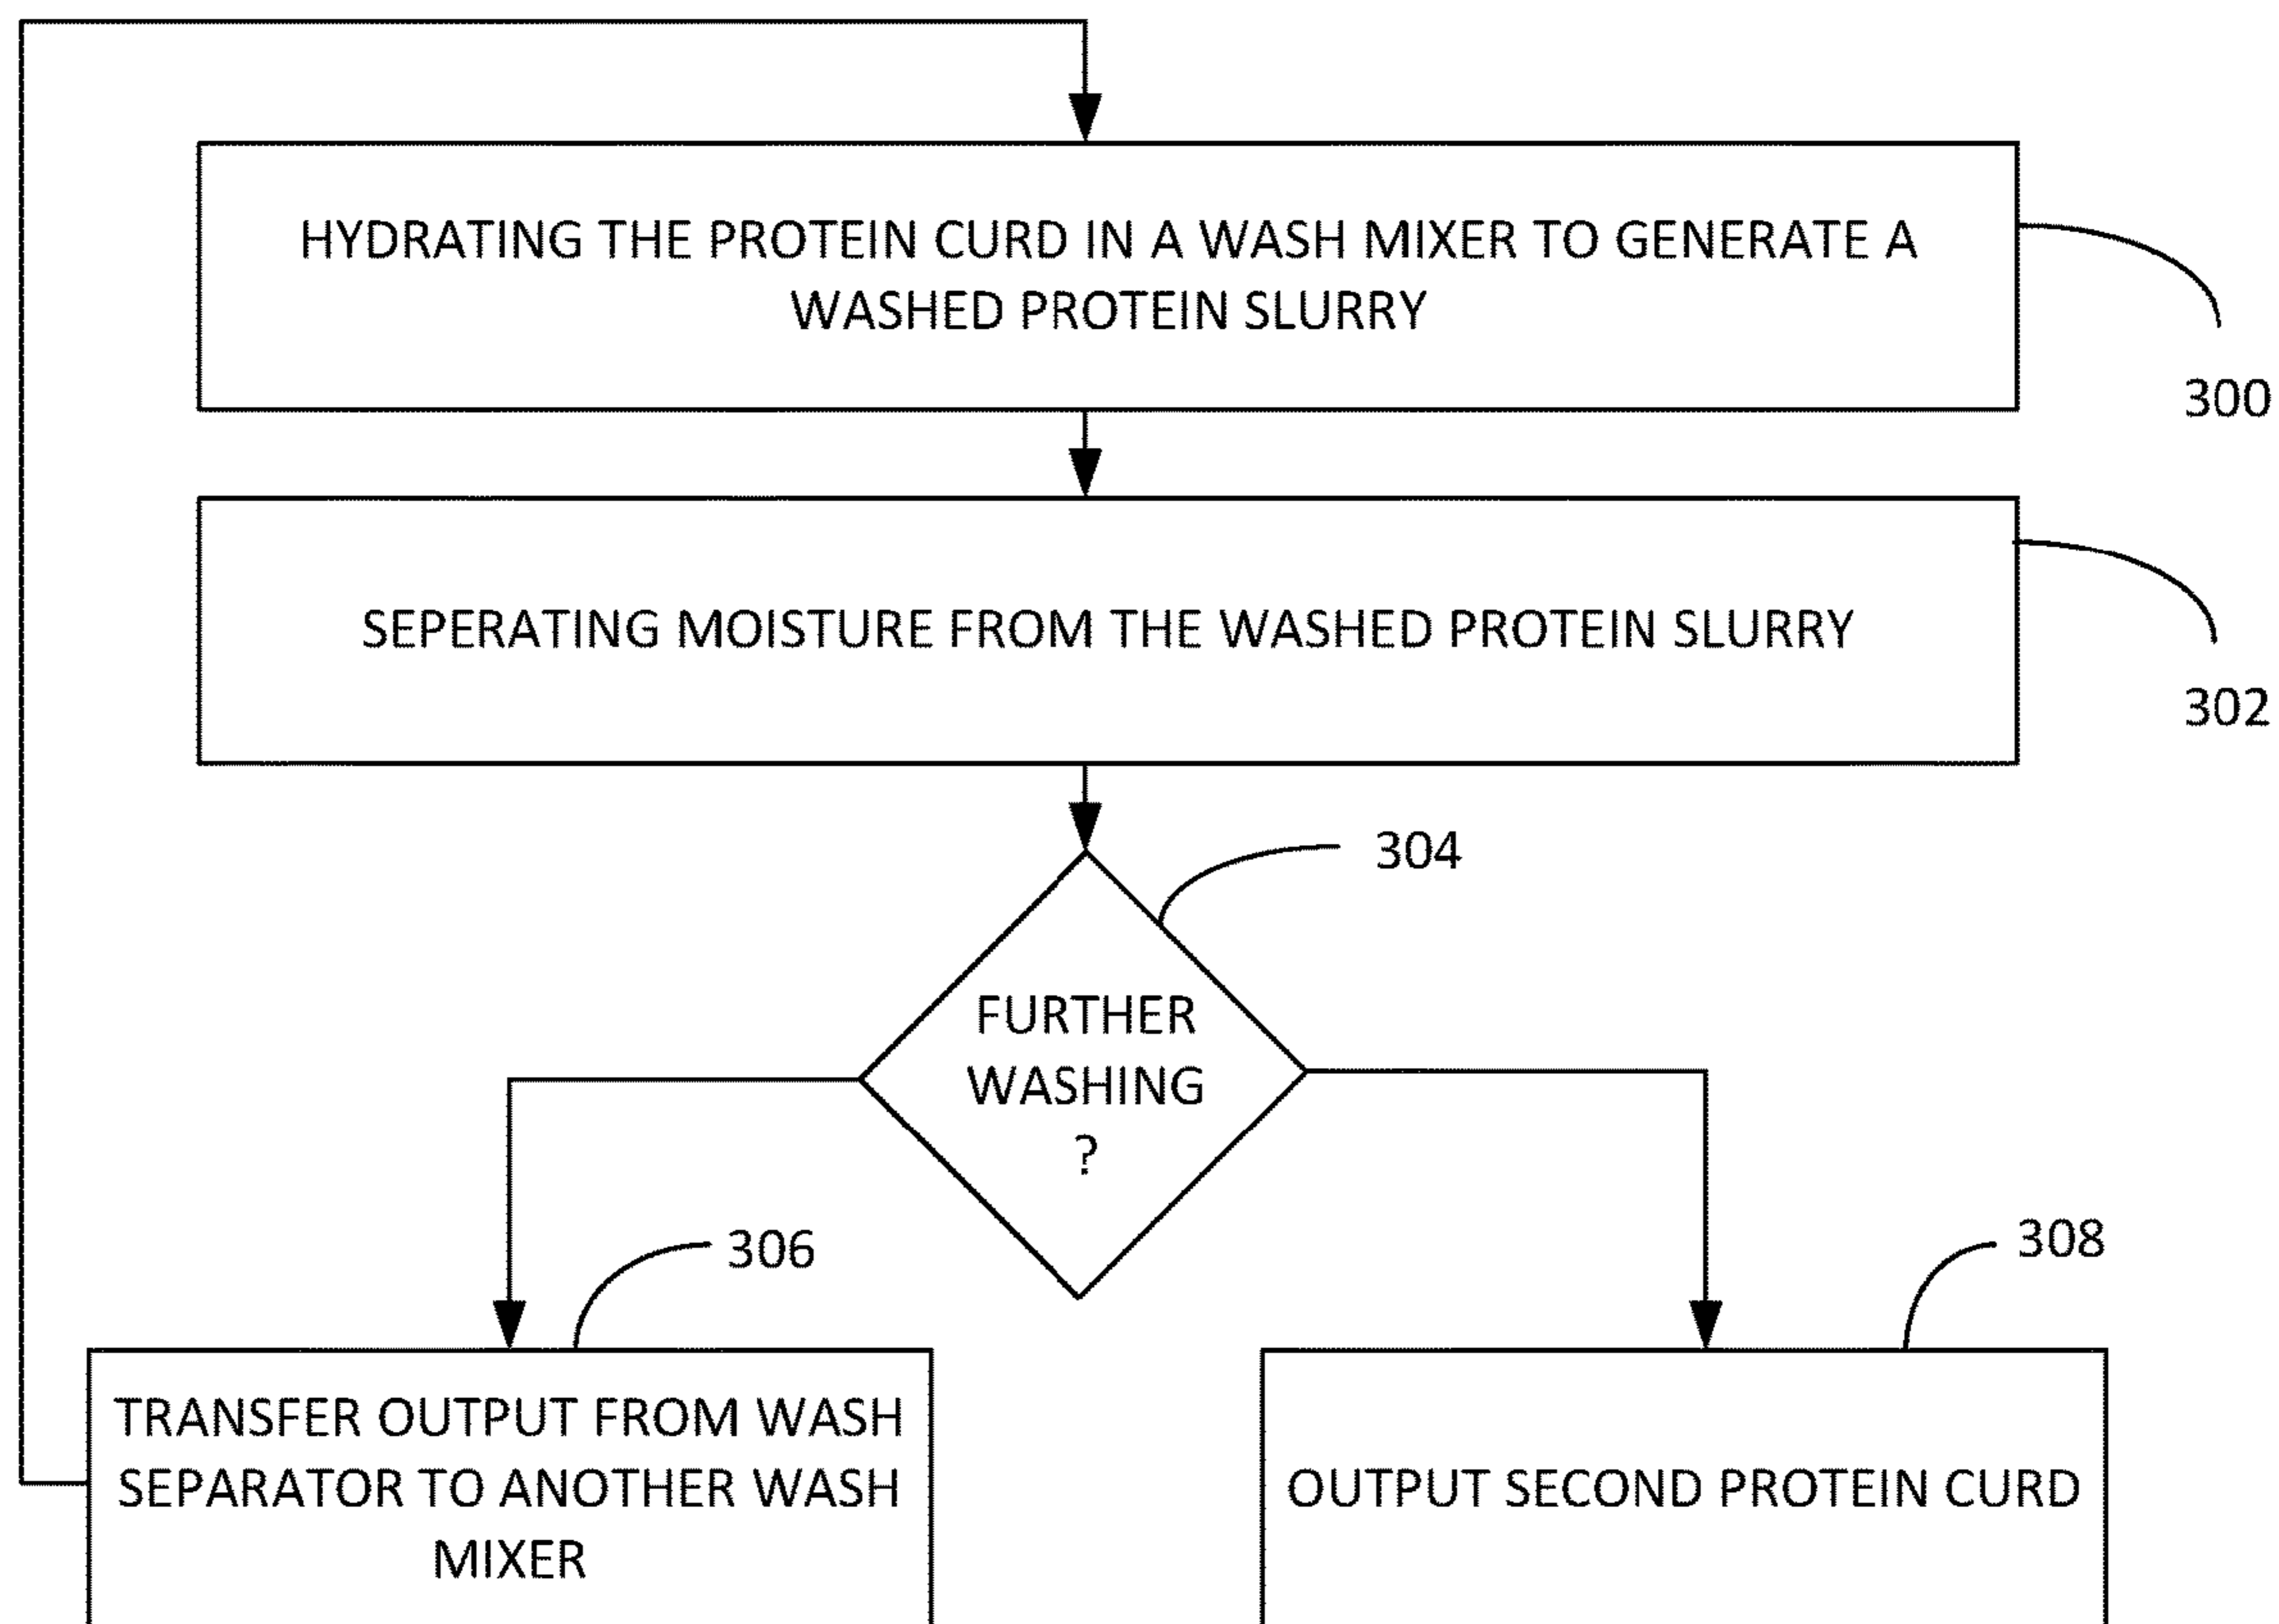 HYDRATING THE PROTEIN CURD IN A WASH MIXER TO GENERATE A
WASHED PROTEIN SLURRY
300
SEPERATING MOISTURE FROM THE WASHED PROTEIN SLURRY
302
304
FURTHER
WASHING
?
306
308
TRANSFER OUTPUT FROM WASH
SEPARATOR TO ANOTHER WASH
MIXER
OUTPUT SECOND PROTEIN CURD